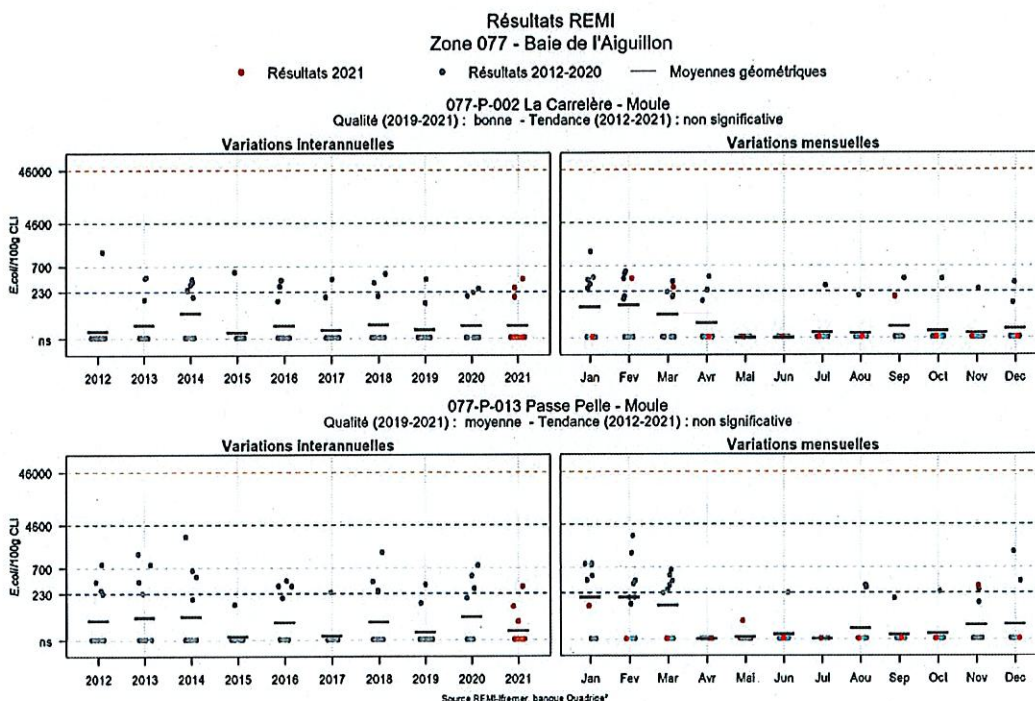 Résultats REMI
Zone 077 - Baie de l'Aiguillon
Résultats 2021 Résultats 2012-2020 Moyennes géométriques
077-P-002 La Carrelère - Moule
Qualité (2019-2021) : bonne - Tendance (2012-2021) : non significative
Variations interannuelles Variations mensuelles
E.coli/100g CLI
46000
4600
700
230
ns
2012 2013 2014 2015 2016 2017 2018 2019 2020 2021 Jan Fev Mar Avr Mai Jun Jul Aou Sep Oct Nov Dec
077-P-013 Passe Pelle - Moule
Qualité (2019-2021) : moyenne - Tendance (2012-2021) : non significative
Variations interannuelles Variations mensuelles
E.coli/100g CLI
46000
4600
700
230
ns
2012 2013 2014 2015 2016 2017 2018 2019 2020 2021 Jan Fev Mar Avr Mai Jun Jul Aou Sep Oct Nov Dec
Source REMI-Ifremer, banque Quadrige²